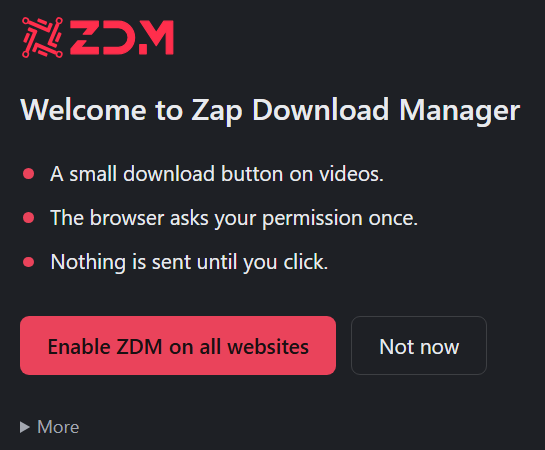 ZDM
Welcome to Zap Download Manager
A small download button on videos.
The browser asks your permission once.
Nothing is sent until you click.
Enable ZDM on all websites
Not now
More